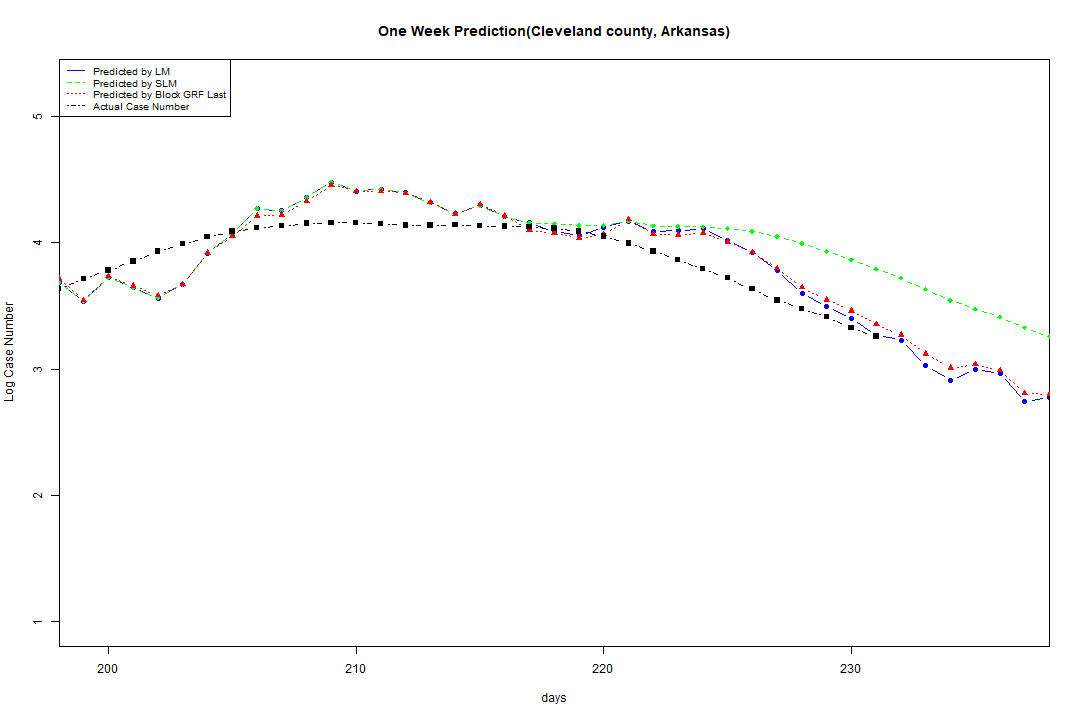 One Week Prediction(Cleveland county, Arkansas)
Predicted by LM
Predicted by SLM
Predicted by Block GRF Last
Actual Case Number
5
4
3
2
1
Log Case Number
200
210
220
230
days